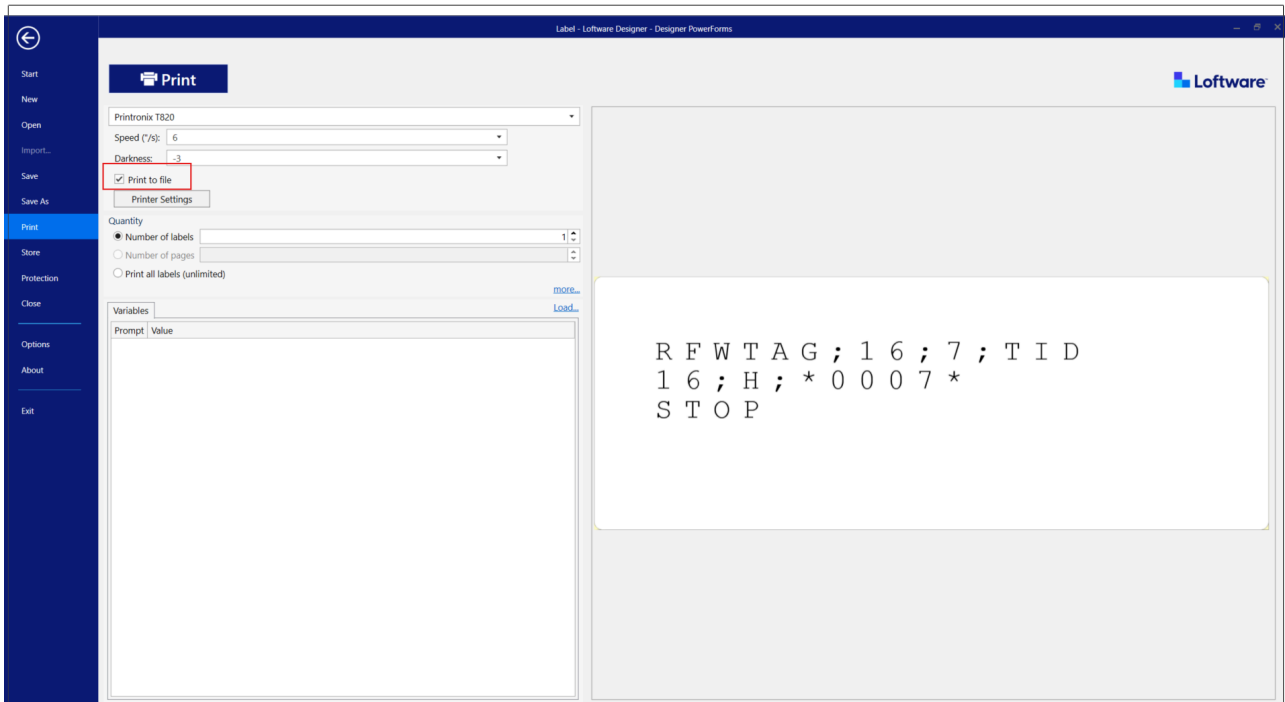 Label - Loftware Designer - Designer PowerForms
Start
New
Open
Import...
Save
Save As
Print
Store
Protection
Close
Options
About
Exit
Print
Loftware
Printronix T820
Speed ("/s): 6
Darkness: -3
Print to file
Printer Settings
Quantity
Number of labels 1
Number of pages
Print all labels (unlimited)
more...
Variables Load...
Prompt Value
RFWTAG;16;7;TID
16;H;*0007*
STOP